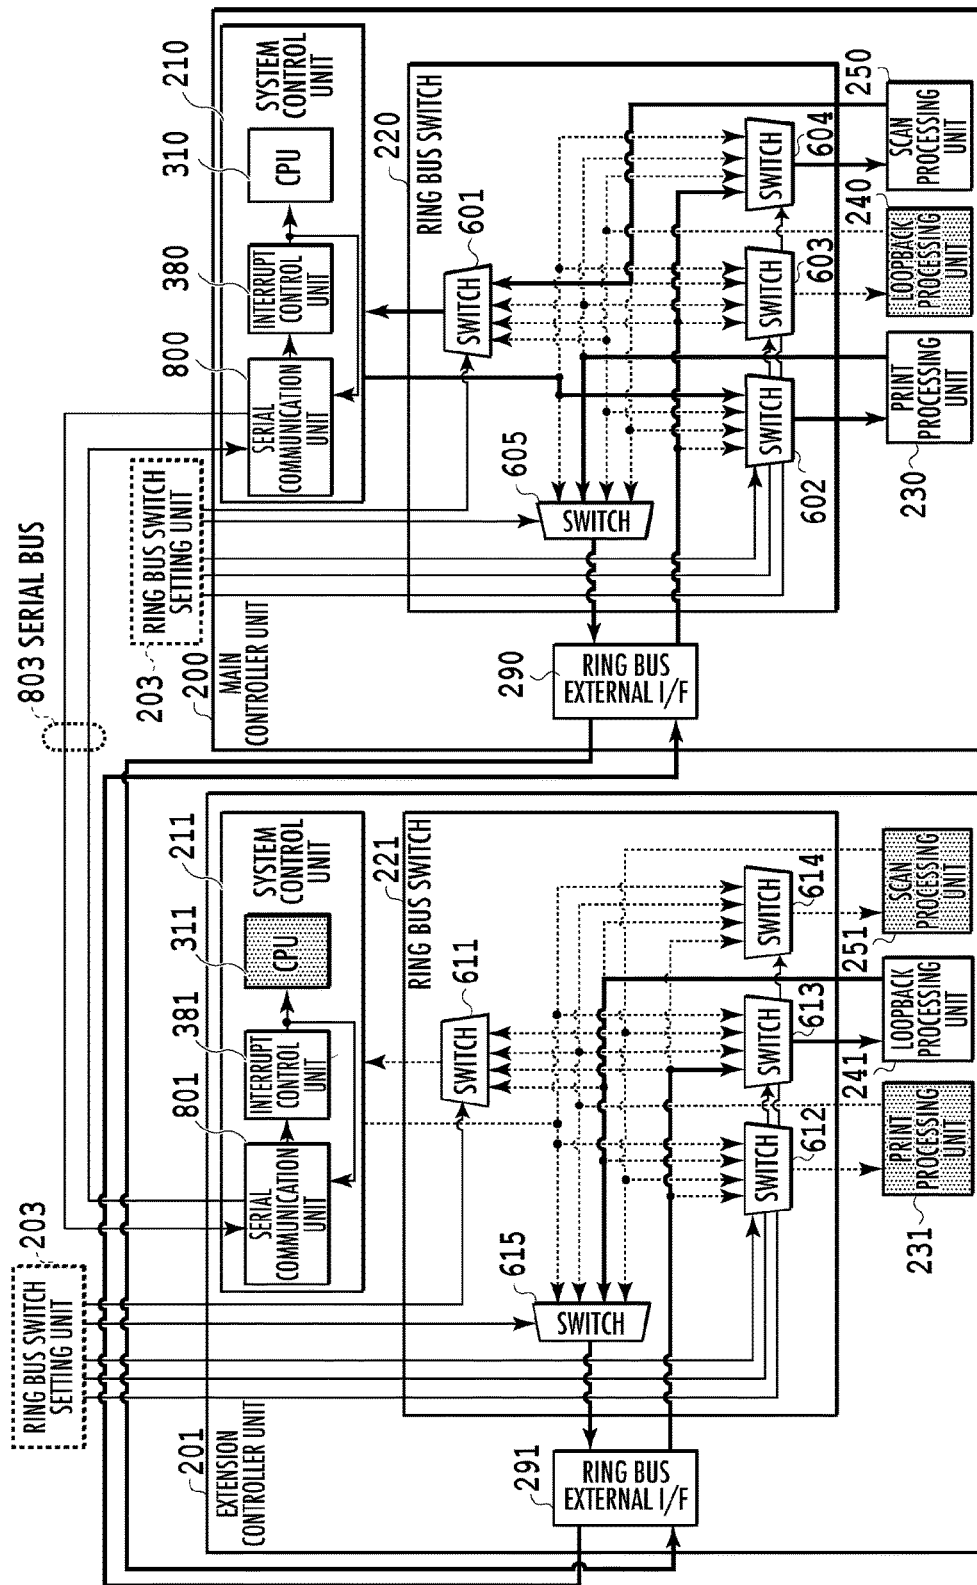 803 SERIAL BUS
RING BUS SWITCH
SETTING UNIT
203
EXTENSION
CONTROLLER UNIT
201
SERIAL
COMMUNICATION
UNIT
801
INTERRUPT
CONTROL
UNIT
381
CPU
311
SYSTEM
CONTROL
UNIT
211
RING BUS SWITCH
221
SWITCH
611
SWITCH
615
SWITCH
612
SWITCH
613
SWITCH
614
RING BUS
EXTERNAL I/F
291
PRINT
PROCESSING
UNIT
231
LOOPBACK
PROCESSING
UNIT
241
SCAN
PROCESSING
UNIT
251
RING BUS SWITCH
SETTING UNIT
203
200
MAIN
CONTROLLER UNIT
SERIAL
COMMUNICATION
UNIT
800
INTERRUPT
CONTROL
UNIT
380
CPU
310
SYSTEM
CONTROL
UNIT
210
RING BUS SWITCH
220
SWITCH
601
SWITCH
605
SWITCH
602
SWITCH
603
SWITCH
604
RING BUS
EXTERNAL I/F
290
PRINT
PROCESSING
UNIT
230
LOOPBACK
PROCESSING
UNIT
240
SCAN
PROCESSING
UNIT
250